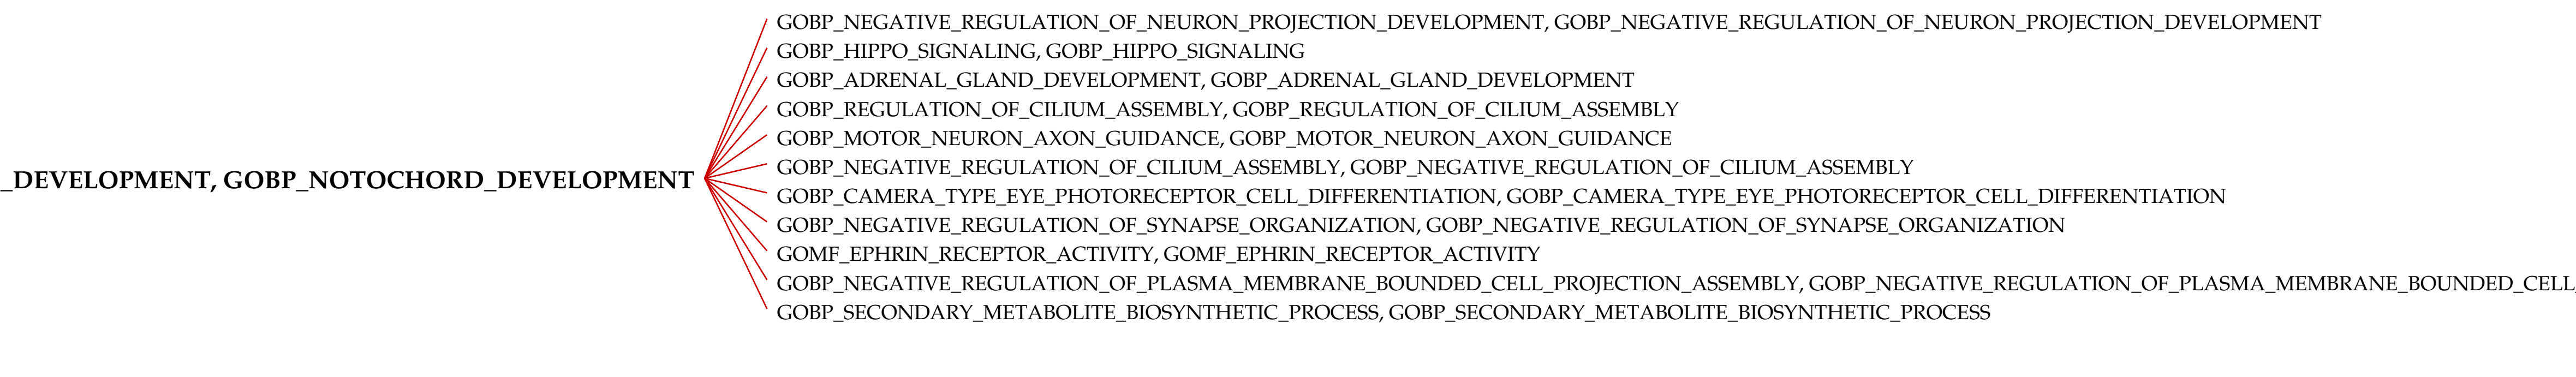 GOBP_NEGATIVE_REGULATION_OF_NEURON_PROJECTION_DEVELOPMENT, GOBP_NEGATIVE_REGULATION_OF_NEURON_PROJECTION_DEVELOPMENT
GOBP_HIPPO_SIGNALING, GOBP_HIPPO_SIGNALING
GOBP_ADRENAL_GLAND_DEVELOPMENT, GOBP_ADRENAL_GLAND_DEVELOPMENT
GOBP_REGULATION_OF_CILIUM_ASSEMBLY, GOBP_REGULATION_OF_CILIUM_ASSEMBLY
GOBP_MOTOR_NEURON_AXON_GUIDANCE, GOBP_MOTOR_NEURON_AXON_GUIDANCE
GOBP_NEGATIVE_REGULATION_OF_CILIUM_ASSEMBLY, GOBP_NEGATIVE_REGULATION_OF_CILIUM_ASSEMBLY
_DEVELOPMENT, GOBP_NOTOCHORD_DEVELOPMENT
GOBP_CAMERA_TYPE_EYE_PHOTORECEPTOR_CELL_DIFFERENTIATION, GOBP_CAMERA_TYPE_EYE_PHOTORECEPTOR_CELL_DIFFERENTIATION
GOBP_NEGATIVE_REGULATION_OF_SYNAPSE_ORGANIZATION, GOBP_NEGATIVE_REGULATION_OF_SYNAPSE_ORGANIZATION
GOMF_EPHRIN_RECEPTOR_ACTIVITY, GOMF_EPHRIN_RECEPTOR_ACTIVITY
GOBP_NEGATIVE_REGULATION_OF_PLASMA_MEMBRANE_BOUNDED_CELL_PROJECTION_ASSEMBLY, GOBP_NEGATIVE_REGULATION_OF_PLASMA_MEMBRANE_BOUNDED_CELL
GOBP_SECONDARY_METABOLITE_BIOSYNTHETIC_PROCESS, GOBP_SECONDARY_METABOLITE_BIOSYNTHETIC_PROCESS